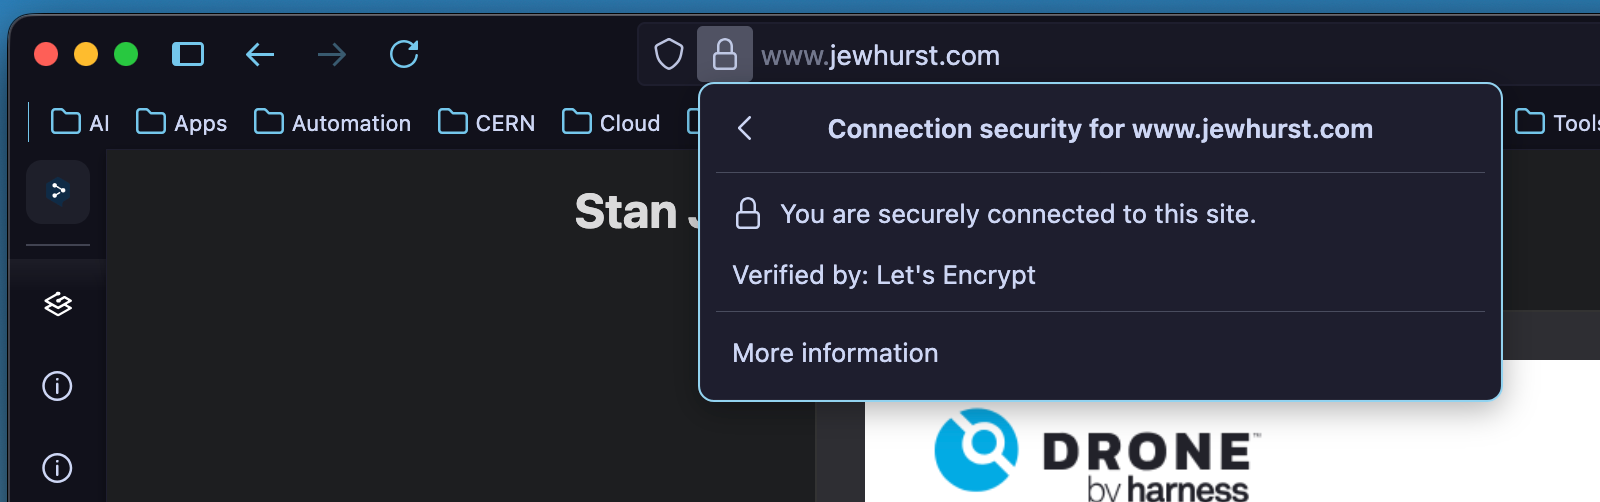 www.jewhurst.com
AI Apps Automation CERN Cloud
Connection security for www.jewhurst.com
You are securely connected to this site.
Verified by: Let's Encrypt
More information
Stan
DRONE™
by harness